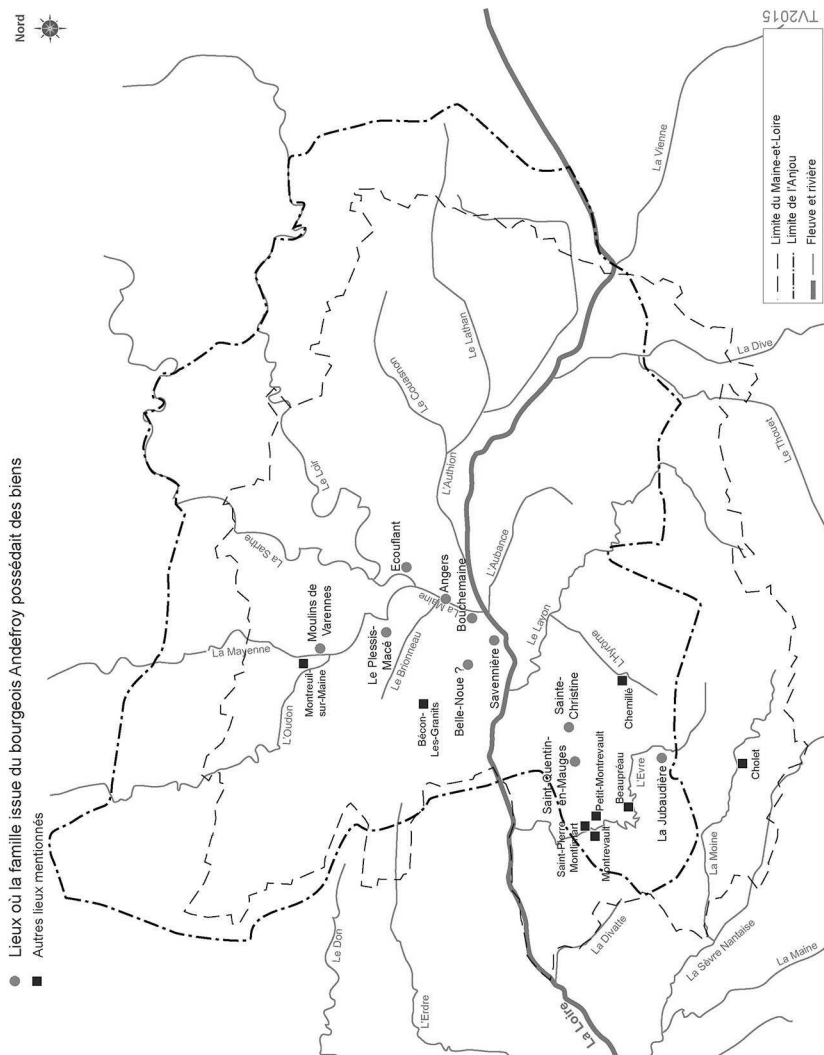 Nord
● Lieux où la famille issue du bourgeois Andefroy possédait des biens
■ Autres lieux mentionnés
La Mayenne
L'Oudon
Montreuil-
sur-Maine
Moulins de
Varennes
La Sarthe
Le Loir
Le Plessis-
Macé
Ecouflant
Le Brionneau
La Maine
Angers
Bécon-
Les-Granits
Belle-Noue ?
Bouchemaine
Savennière
L'Authion
Le Couasnon
Le Lathan
L'Aubance
Le Layon
L'Hyrôme
Sainte-
Christine
Saint-Quentin-
en-Mauges
Saint-Pierre
Montlimart
Petit-Montrevault
Montrevault
Beaupréau
Chemillé
L'Evre
La Jubaudière
Cholet
La Moine
La Sèvre Nantaise
La Maine
La Divatte
La Loire
L'Erdre
Le Don
La Vienne
La Dive
Le Thouet
Limite du Maine-et-Loire
Limite de l'Anjou
Fleuve et rivière
TV2015